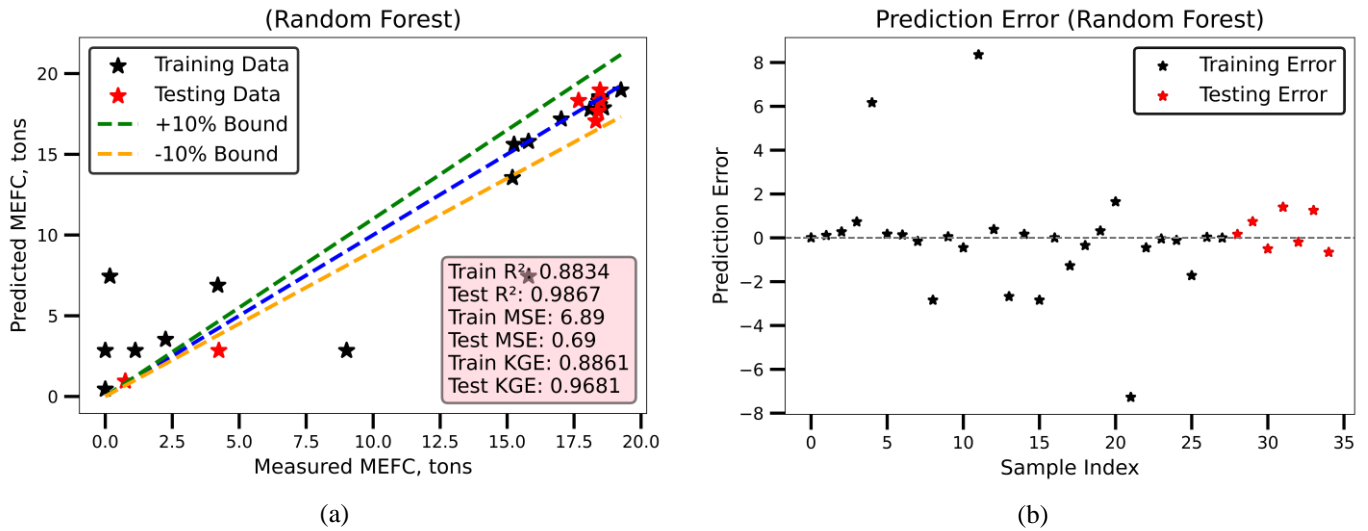 (Random Forest)
Predicted MEFC, tons
20
15
10
5
0
Training Data
Testing Data
+10% Bound
-10% Bound
Train R²: 0.8834
Test R²: 0.9867
Train MSE: 6.89
Test MSE: 0.69
Train KGE: 0.8861
Test KGE: 0.9681
0.0 2.5 5.0 7.5 10.0 12.5 15.0 17.5 20.0
Measured MEFC, tons
(a)
Prediction Error (Random Forest)
Prediction Error
8
6
4
2
0
−2
−4
−6
−8
Training Error
Testing Error
0 5 10 15 20 25 30 35
Sample Index
(b)